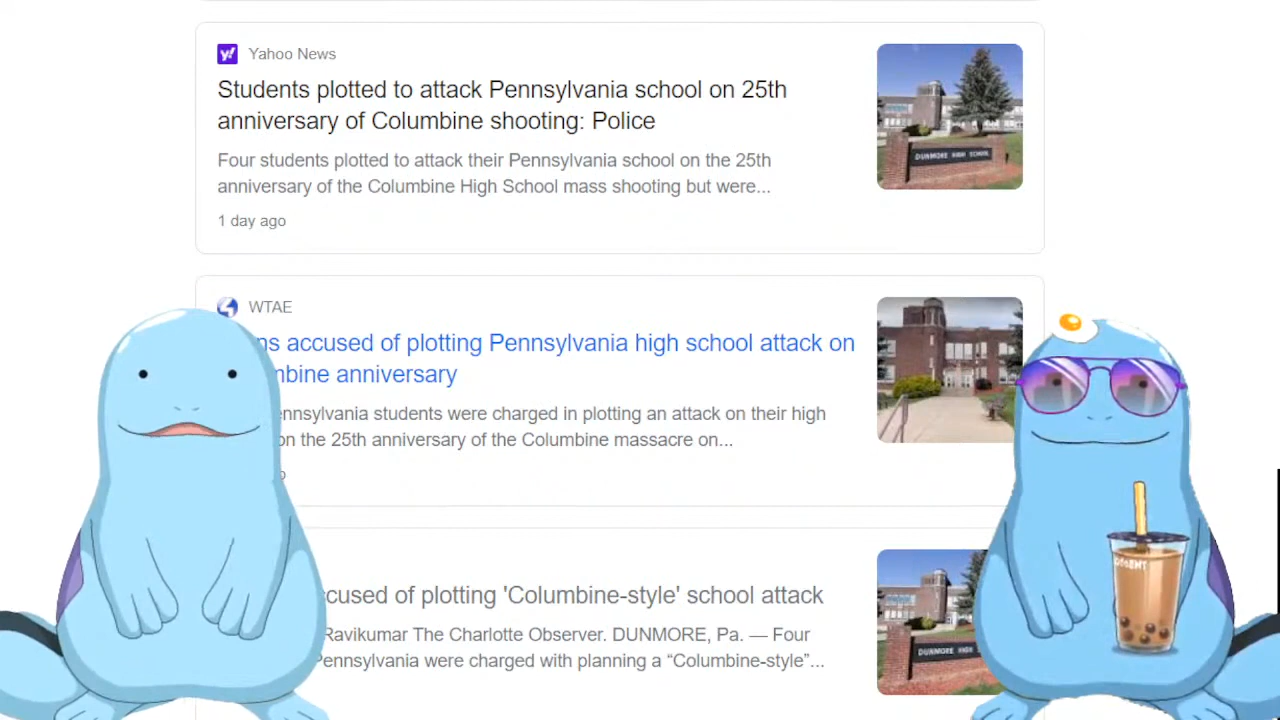 Yahoo News
Students plotted to attack Pennsylvania school on 25th
anniversary of Columbine shooting: Police
Four students plotted to attack their Pennsylvania school on the 25th
anniversary of the Columbine High School mass shooting but were...
1 day ago
DUNMORE HIGH SCHOOL
WTAE
accused of plotting Pennsylvania high school attack on
anniversary
students were charged in plotting an attack on their high
on the 25th anniversary of the Columbine massacre on...
accused of plotting 'Columbine-style' school attack
Ravikumar The Charlotte Observer. DUNMORE, Pa. — Four
Pennsylvania were charged with planning a “Columbine-style”...
DUNMORE HIGH